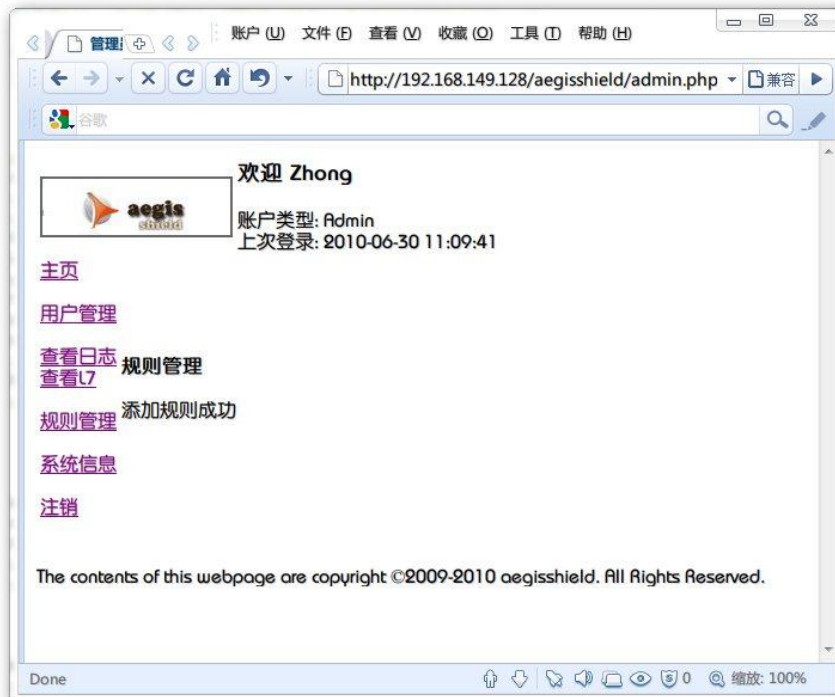 账户 (U) 文件 (F) 查看 (V) 收藏 (O) 工具 (T) 帮助 (H)
管理
http://192.168.149.128/aegisshield/admin.php
兼容
谷歌
aegis
shield
欢迎 Zhong
账户类型: Admin
上次登录: 2010-06-30 11:09:41
主页
用户管理
查看日志
查看L7
规则管理
系统信息
注销
规则管理
添加规则成功
The contents of this webpage are copyright ©2009-2010 aegisshield. All Rights Reserved.
Done
0
缩放: 100%